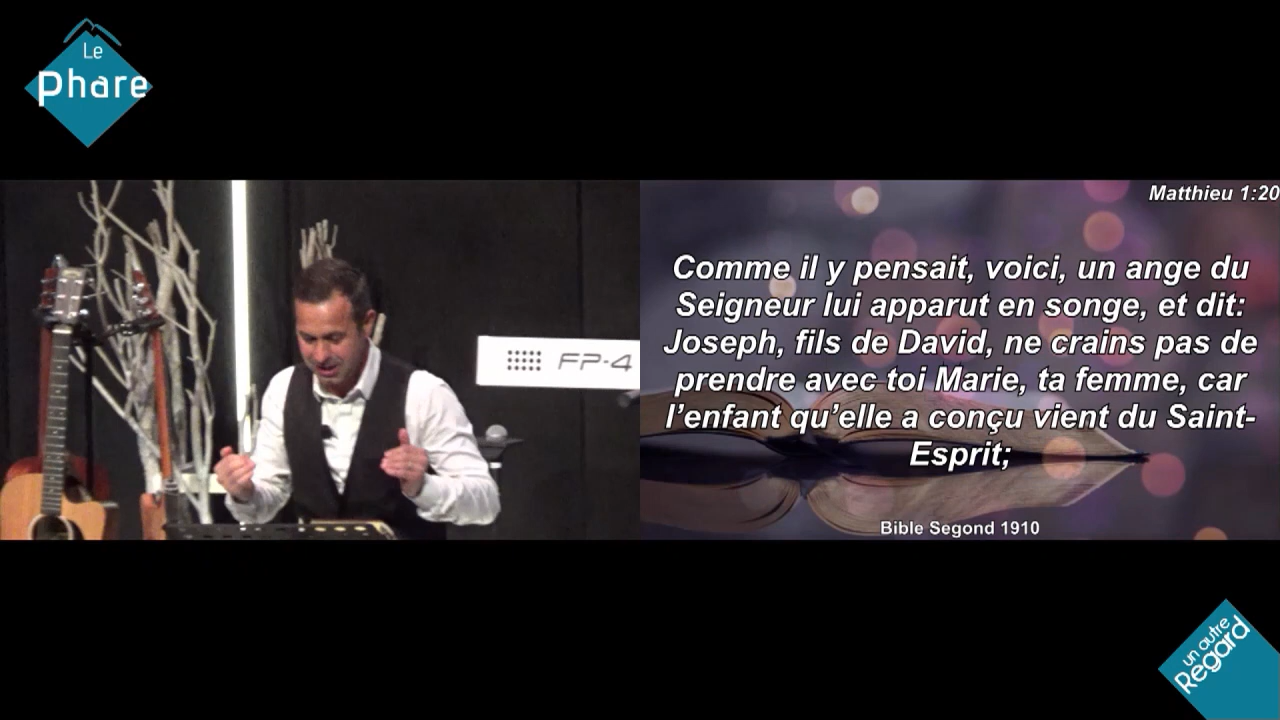 Le
Phare
FP-4
Matthieu 1:20
Comme il y pensait, voici, un ange du
Seigneur lui apparut en songe, et dit:
Joseph, fils de David, ne crains pas de
prendre avec toi Marie, ta femme, car
l’enfant qu’elle a conçu vient du Saint-
Esprit;
Bible Segond 1910
un autre
Regard